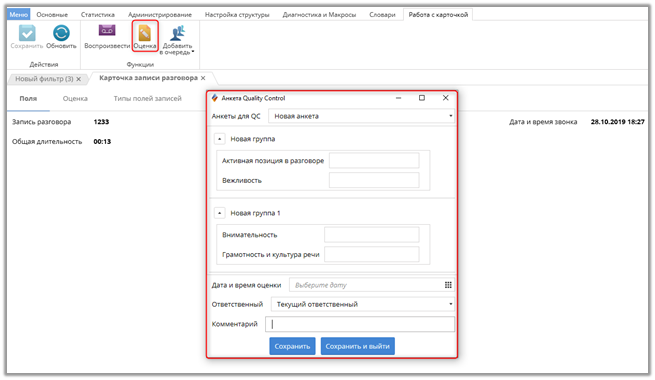 Меню Основные Статистика Администрирование Настройка структуры Диагностика и Макросы Словари Работа с карточкой
Сохранить Обновить Воспроизвести Оценка Добавить
в очередь
Действия Функции
Новый фильтр (3) Карточка записи разговора
Поля Оценка Типы полей записей
Запись разговора 1233 Дата и время звонка 28.10.2019 18:27
Общая длительность 00:13
Анкета Quality Control
Анкеты для QC Новая анкета
Новая группа
Активная позиция в разговоре
Вежливость
Новая группа 1
Внимательность
Грамотность и культура речи
Дата и время оценки Выберите дату
Ответственный Текущий ответственный
Комментарий
Сохранить Сохранить и выйти